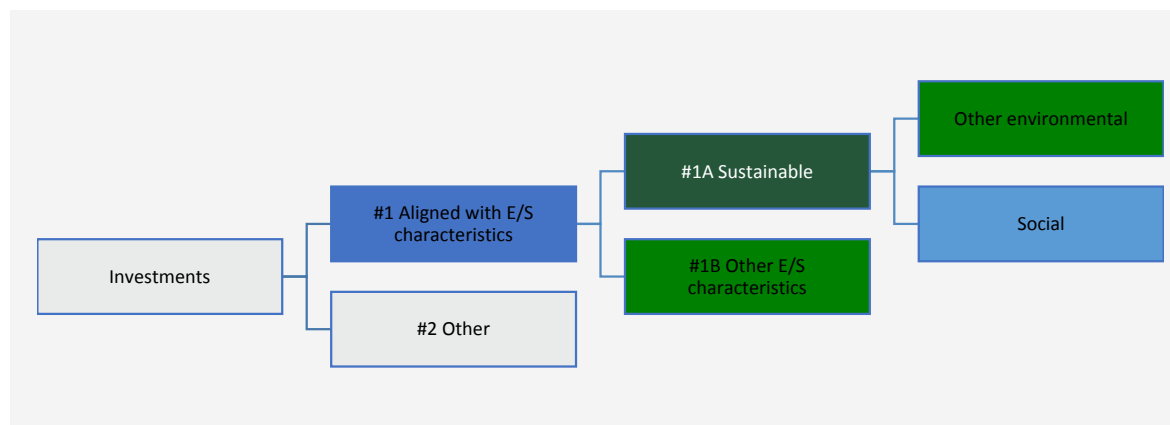 Investments
#1 Aligned with E/S
characteristics
#2 Other
#1A Sustainable
#1B Other E/S
characteristics
Other environmental
Social